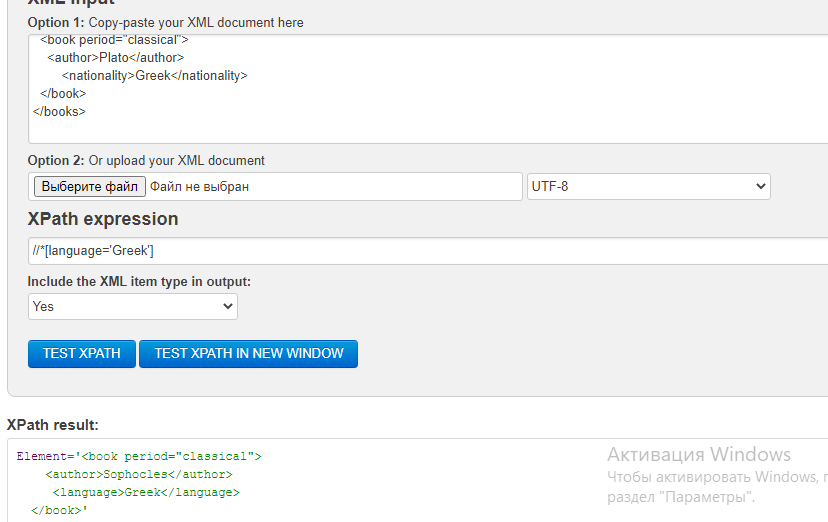 XML Input
Option 1: Copy-paste your XML document here
<book period="classical">
<author>Plato</author>
<nationality>Greek</nationality>
</book>
</books>
Option 2: Or upload your XML document
Выберите файл Файл не выбран UTF-8
XPath expression
//*[language='Greek']
Include the XML item type in output:
Yes
TEST XPATH TEST XPATH IN NEW WINDOW
XPath result:
Element='<book period="classical">
<author>Sophocles</author>
<language>Greek</language>
</book>'
Активация Windows
Чтобы активировать Windows,
раздел "Параметры".